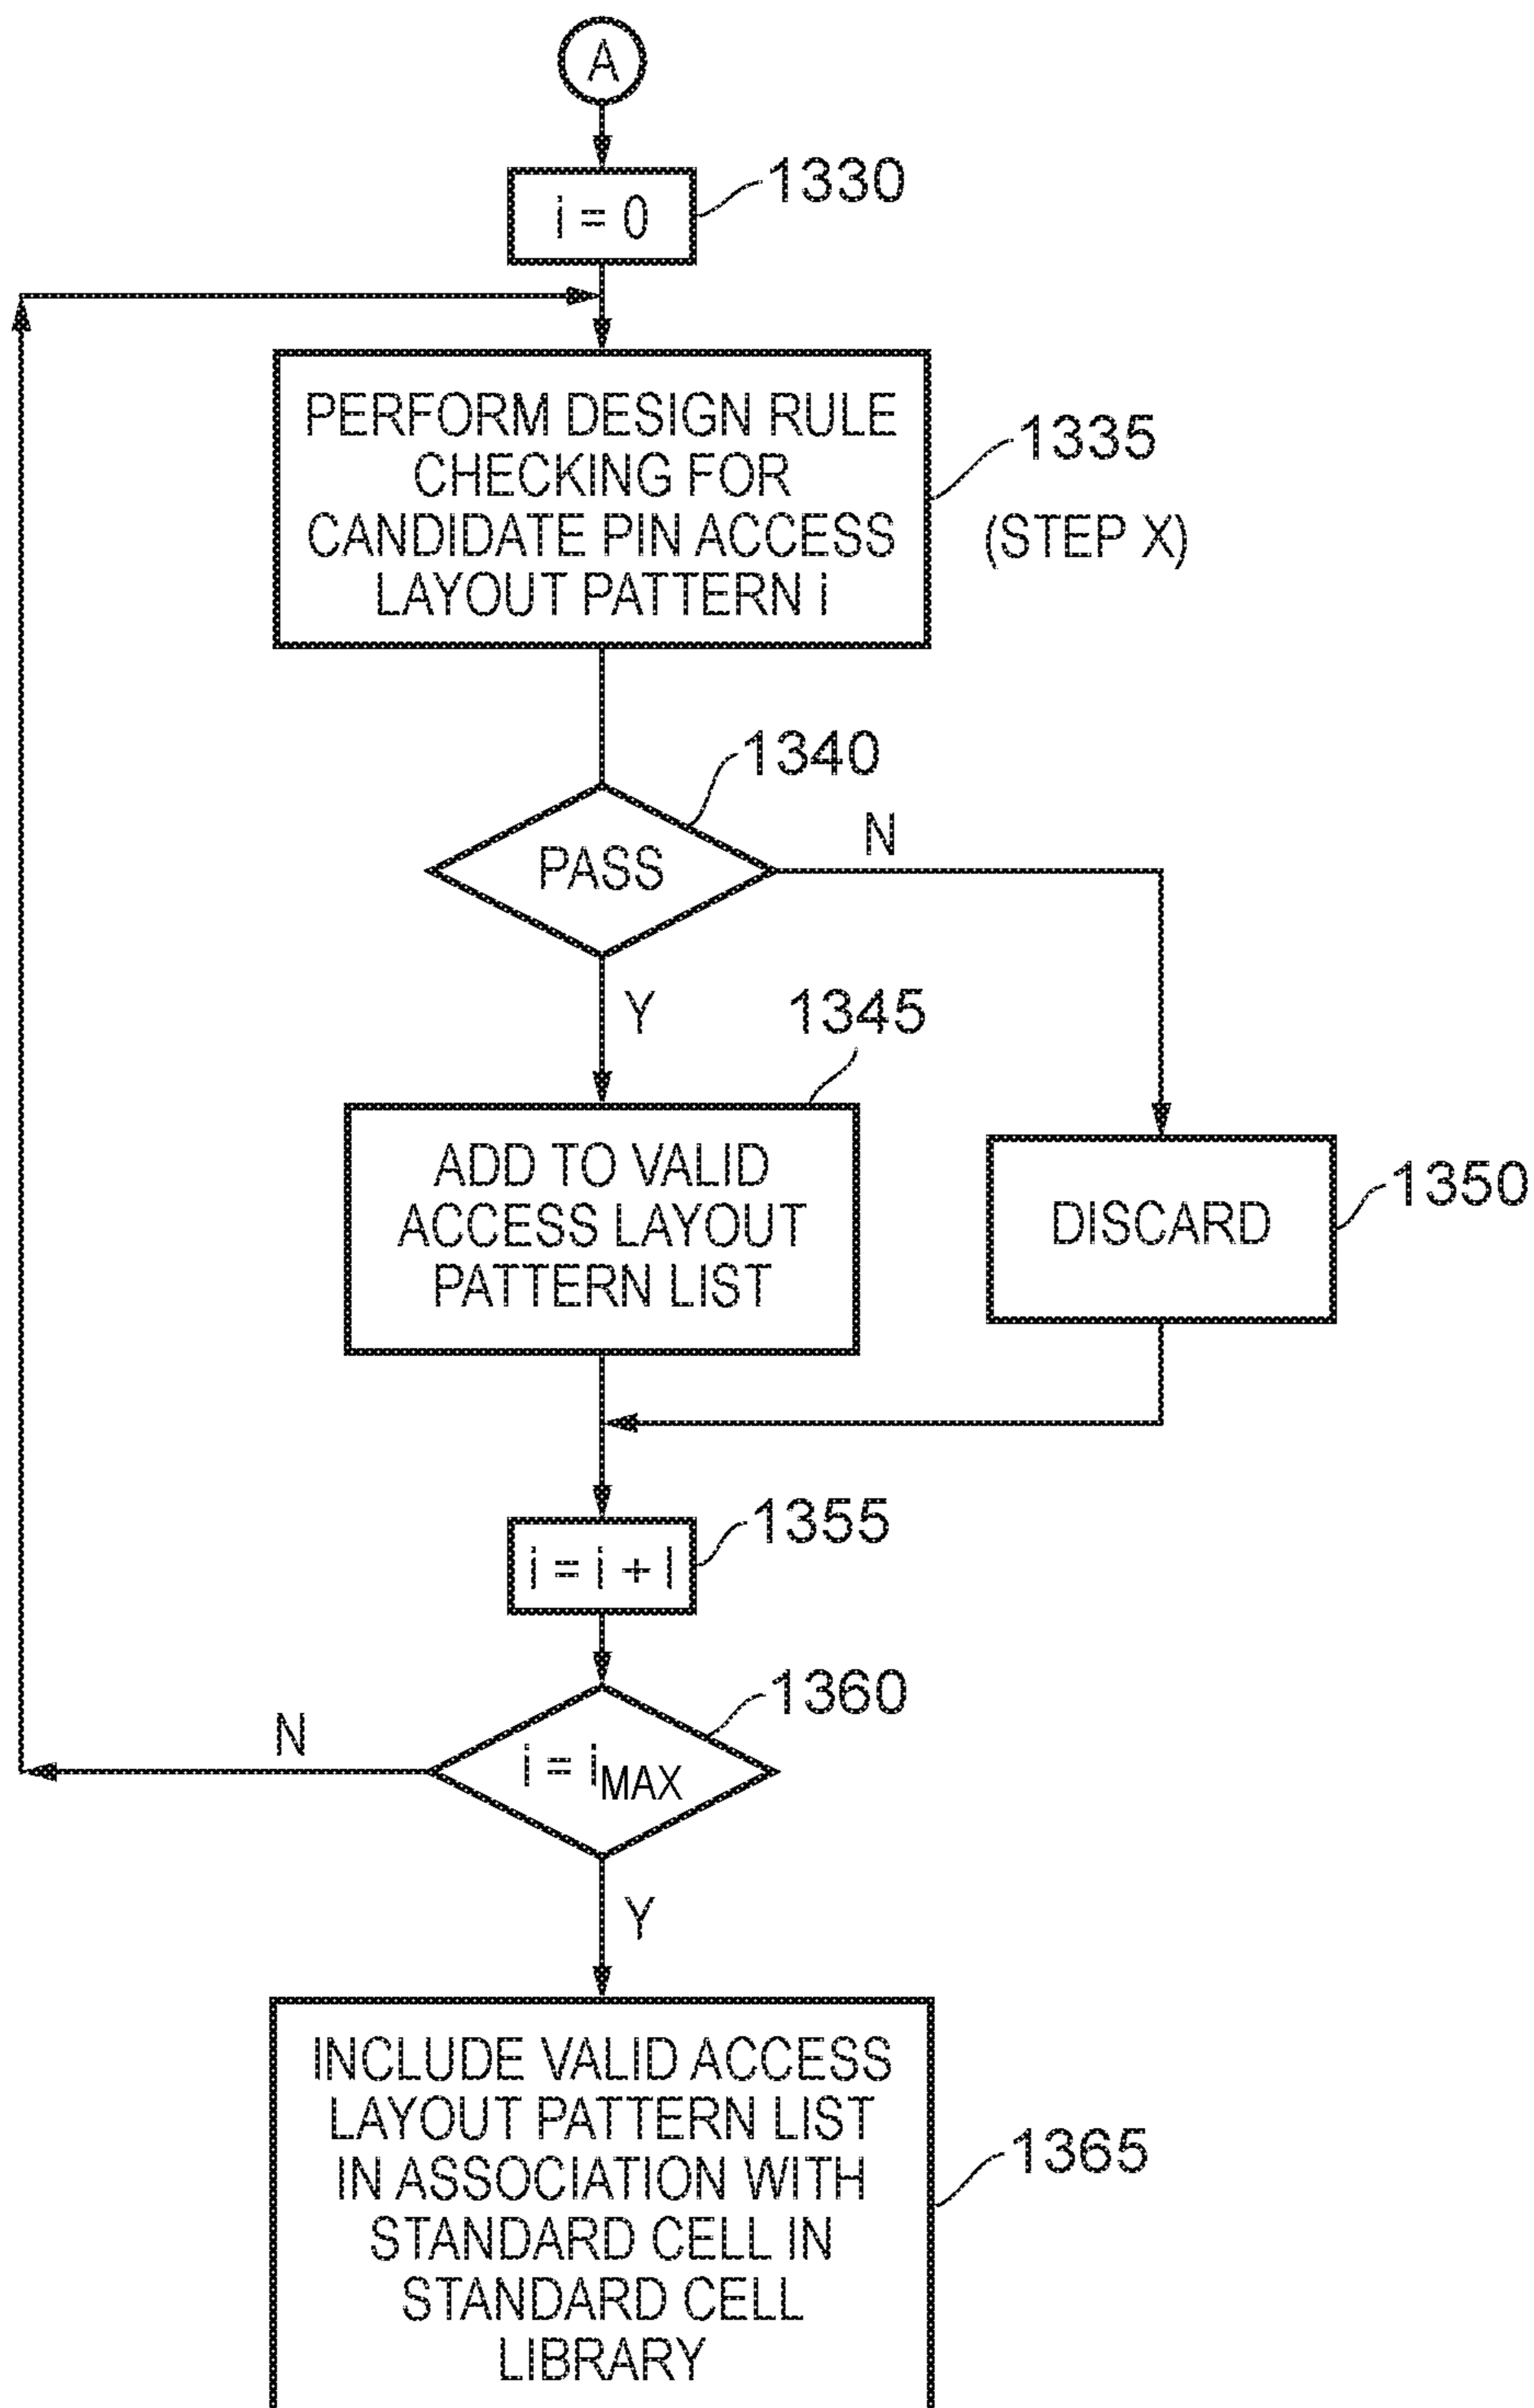 A
1330
i = 0
PERFORM DESIGN RULE
CHECKING FOR
CANDIDATE PIN ACCESS
LAYOUT PATTERN i
1335
(STEP X)
1340
PASS
N
Y
1345
ADD TO VALID
ACCESS LAYOUT
PATTERN LIST
DISCARD
1350
1355
i = i + I
1360
i = iMAX
N
Y
INCLUDE VALID ACCESS
LAYOUT PATTERN LIST
IN ASSOCIATION WITH
STANDARD CELL IN
STANDARD CELL
LIBRARY
1365